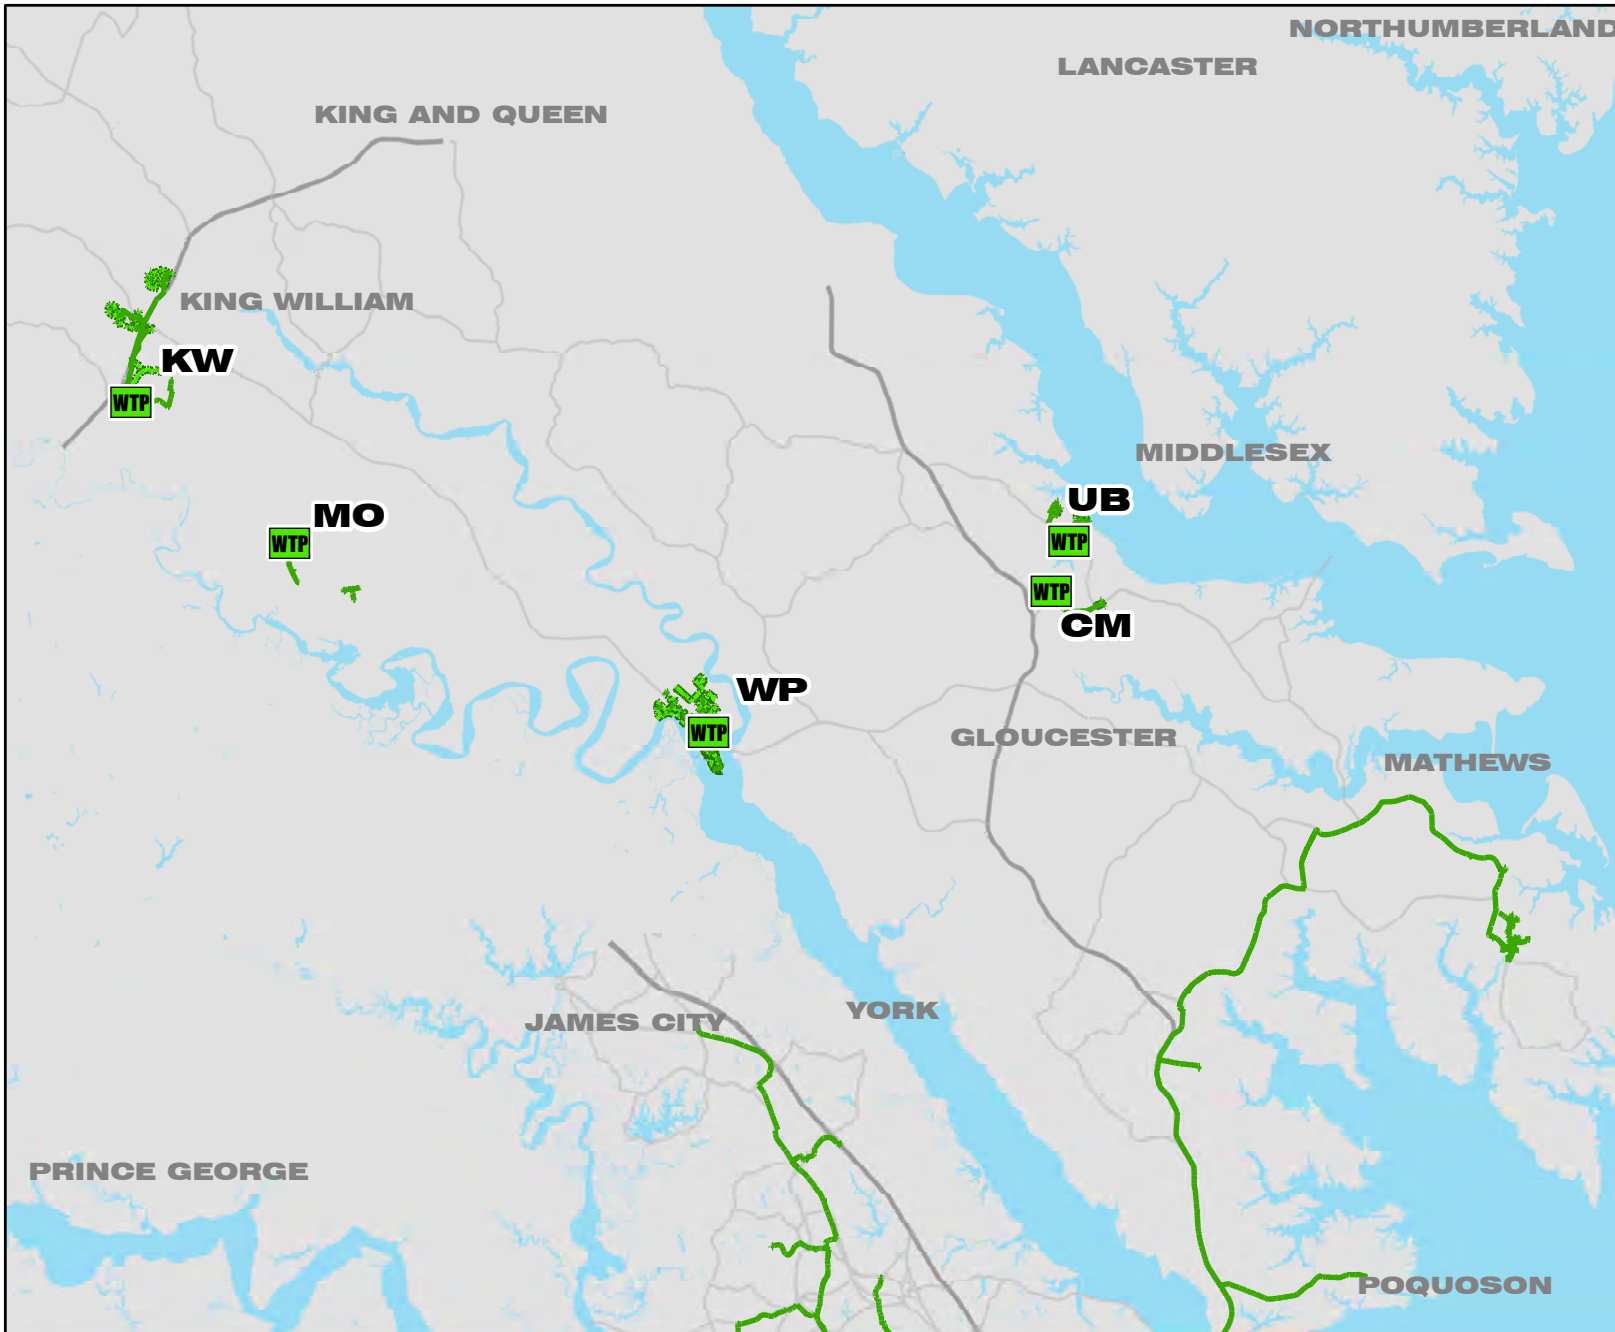 NORTHUMBERLAND
LANCASTER
KING AND QUEEN
KING WILLIAM
KW
WTP
MIDDLESEX
UB
MO
WTP
WTP
WTP
CM
WP
WTP
GLOUCESTER
MATHEWS
YORK
JAMES CITY
PRINCE GEORGE
POQUOSON